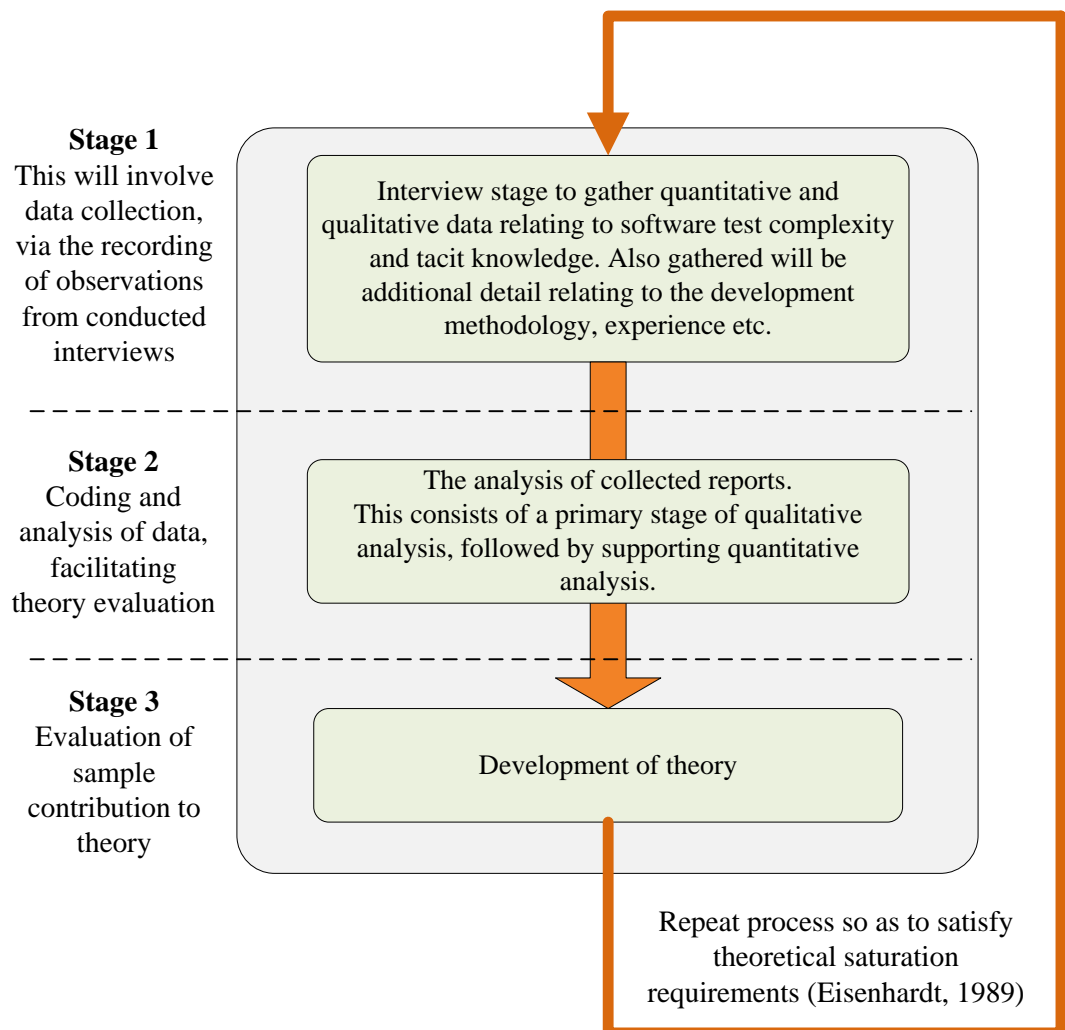 Stage 1
This will involve
data collection,
via the recording
of observations
from conducted
interviews
Interview stage to gather quantitative and
qualitative data relating to software test complexity
and tacit knowledge. Also gathered will be
additional detail relating to the development
methodology, experience etc.
Stage 2
Coding and
analysis of data,
facilitating
theory evaluation
The analysis of collected reports.
This consists of a primary stage of qualitative
analysis, followed by supporting quantitative
analysis.
Stage 3
Evaluation of
sample
contribution to
theory
Development of theory
Repeat process so as to satisfy
theoretical saturation
requirements (Eisenhardt, 1989)